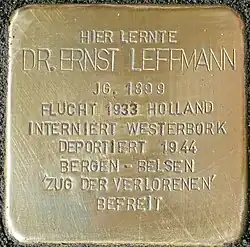 HIER LERNTE
DR. ERNST LEFFMANN
JG. 1899
FLUCHT 1933 HOLLAND
INTERNIERT WESTERBORK
DEPORTIERT 1944
BERGEN-BELSEN
'ZUG DER VERLORENEN'
BEFREIT